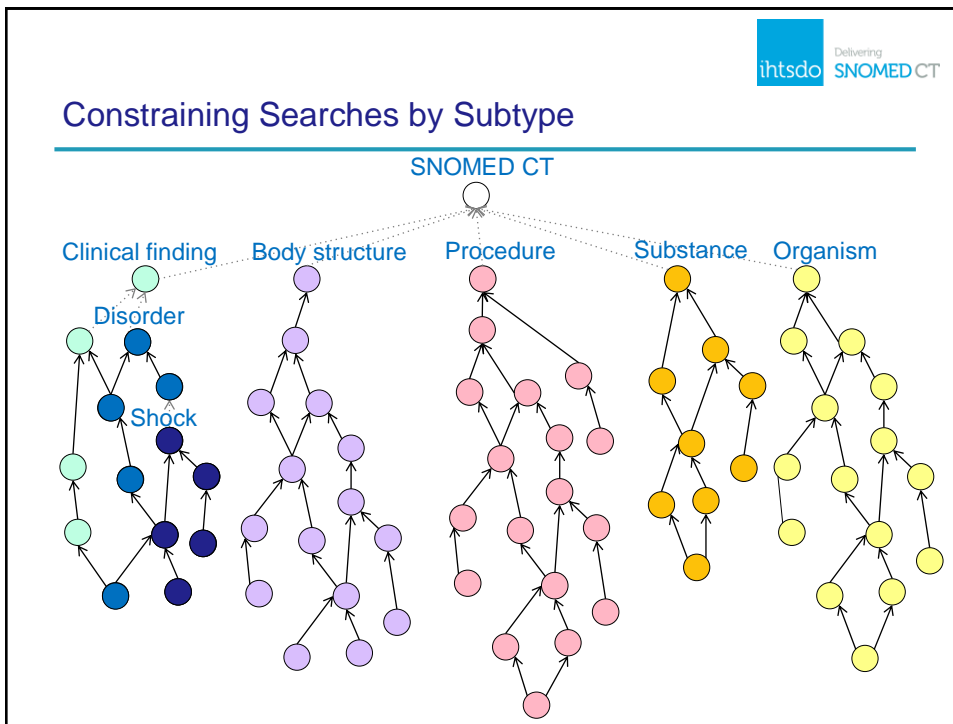 Delivering
ihtsdo SNOMED CT
Constraining Searches by Subtype
SNOMED CT
Clinical finding Body structure Procedure Substance Organism
Disorder
Shock